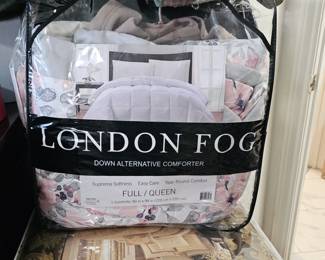 LONDON FOG
DOWN ALTERNATIVE COMFORTER
Supreme Softness Easy Care Year Round Comfort
FULL / QUEEN